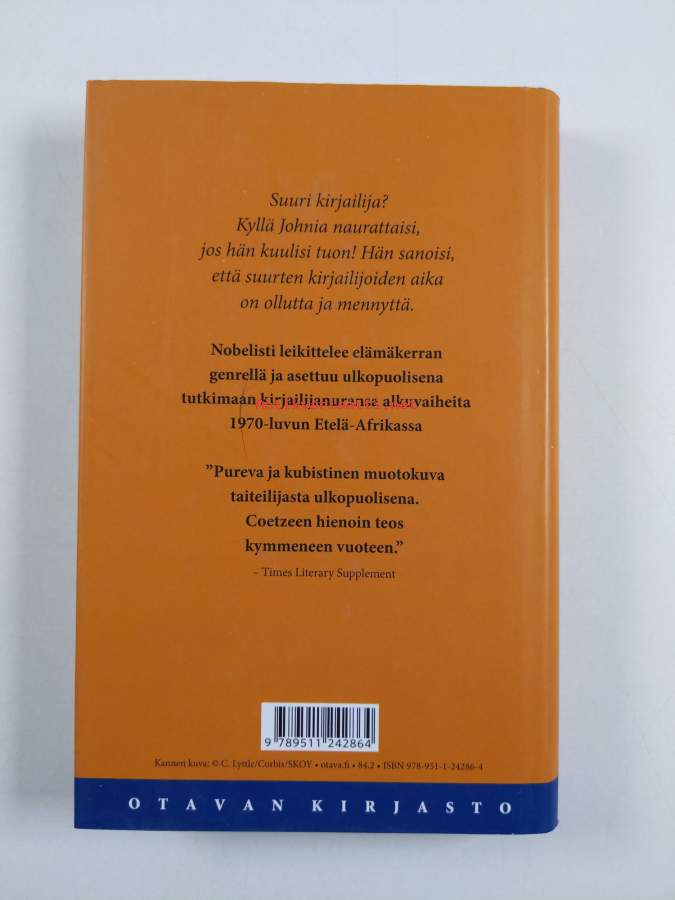 Suuri kirjailija?
Kyllä Johnia naurattaisi,
jos hän kuulisi tuon! Hän sanoisi,
että suurten kirjailijoiden aika
on ollutta ja mennyttä.
Nobelisti leikittelee elämäkerran
genrellä ja asettuu ulkopuolisena
tutkimaan kirjailijanuransa alkuvaiheita
1970-luvun Etelä-Afrikassa
”Pureva ja kubistinen muotokuva
taiteilijasta ulkopuolisena.
Coetzeen hienoin teos
kymmeneen vuoteen.”
– Times Literary Supplement
9 789511 242864
Kannen kuva: © C. Lyttle/Corbis/SKOY • otava.fi • 84.2 • ISBN 978-951-1-24286-4
OTAVAN KIRJASTO